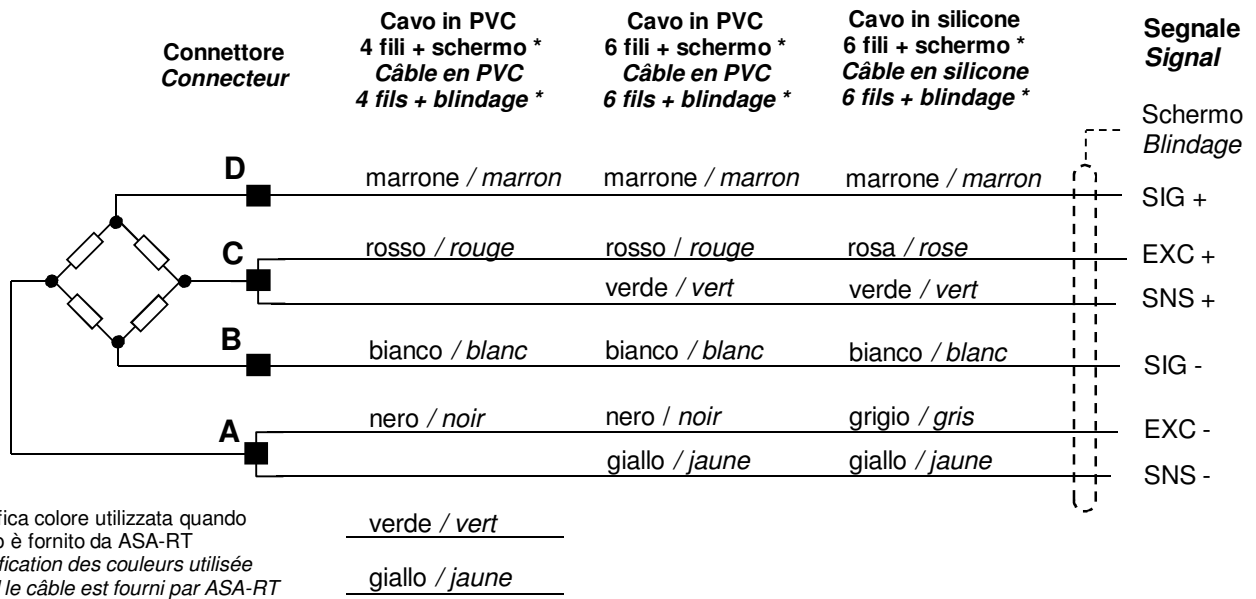 Connettore
Connecteur
Cavo in PVC
4 fili + schermo *
Câble en PVC
4 fils + blindage *
Cavo in PVC
6 fili + schermo *
Câble en PVC
6 fils + blindage *
Cavo in silicone
6 fili + schermo *
Câble en silicone
6 fils + blindage *
Segnale
Signal
Schermo
Blindage
D marrone / marron marrone / marron marrone / marron SIG +
C rosso / rouge rosso / rouge rosa / rose EXC +
verde / vert verde / vert SNS +
B bianco / blanc bianco / blanc bianco / blanc SIG -
A nero / noir nero / noir grigio / gris EXC -
giallo / jaune giallo / jaune SNS -
colore utilizzata quando
è fornito da ASA-RT
des couleurs utilisée
le câble est fourni par ASA-RT
verde / vert
giallo / jaune